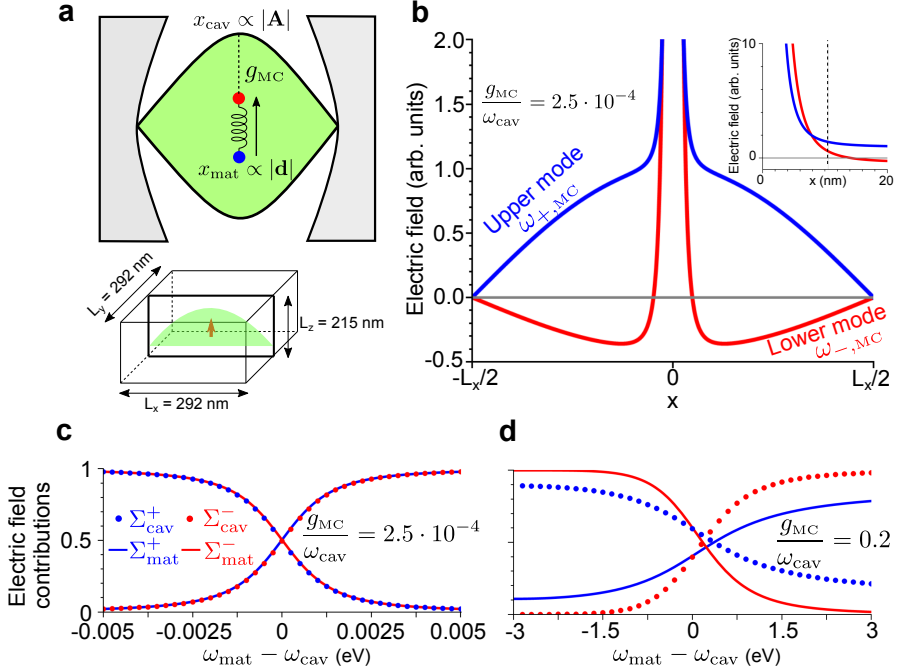 a
x_cav ∝ |A|
g_MC
x_mat ∝ |d|
L_y = 292 nm
L_z = 215 nm
L_x = 292 nm
b
Electric field (arb. units)
2.0
1.5
1.0
0.5
0.0
-0.5
g_MC/ω_cav = 2.5 · 10⁻⁴
Upper mode
ω_+,MC
Lower mode
ω_−,MC
-L_x/2
0
L_x/2
x
Electric field (arb. units)
10
0
0
20
x (nm)
c
Electric field
contributions
1
0.5
0
Σ⁺_cav
Σ⁻_cav
Σ⁺_mat
Σ⁻_mat
g_MC/ω_cav = 2.5 · 10⁻⁴
-0.005
-0.0025
0
0.0025
0.005
ω_mat − ω_cav (eV)
d
g_MC/ω_cav = 0.2
-3
-1.5
0
1.5
3
ω_mat − ω_cav (eV)